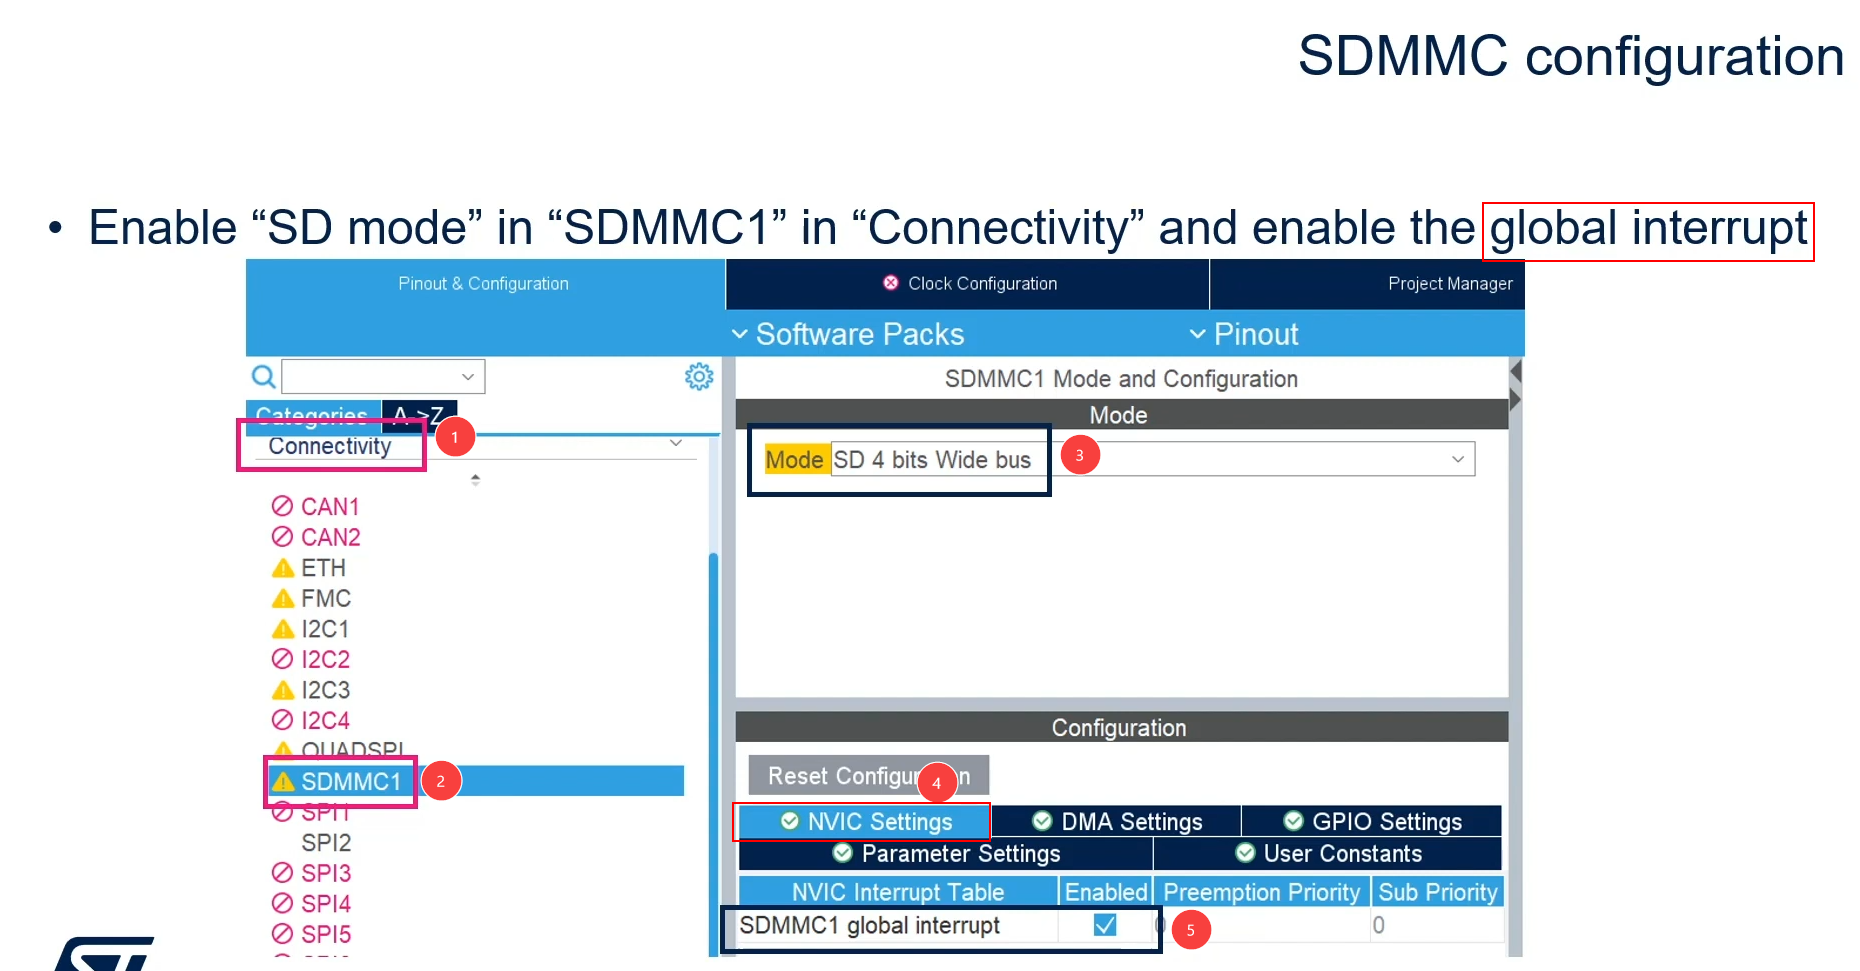 SDMMC configuration
• Enable “SD mode” in “SDMMC1” in “Connectivity” and enable the global interrupt
Pinout & Configuration
Clock Configuration
Project Manager
Software Packs
Pinout
Categories
A->Z
1
Connectivity
CAN1
CAN2
ETH
FMC
I2C1
I2C2
I2C3
I2C4
QUADSPI
SDMMC1
2
SPI1
SPI2
SPI3
SPI4
SPI5
SDMMC1 Mode and Configuration
Mode
Mode SD 4 bits Wide bus
3
Configuration
Reset Configuration
4
NVIC Settings
DMA Settings
GPIO Settings
Parameter Settings
User Constants
NVIC Interrupt Table Enabled Preemption Priority Sub Priority
SDMMC1 global interrupt 0 0
5